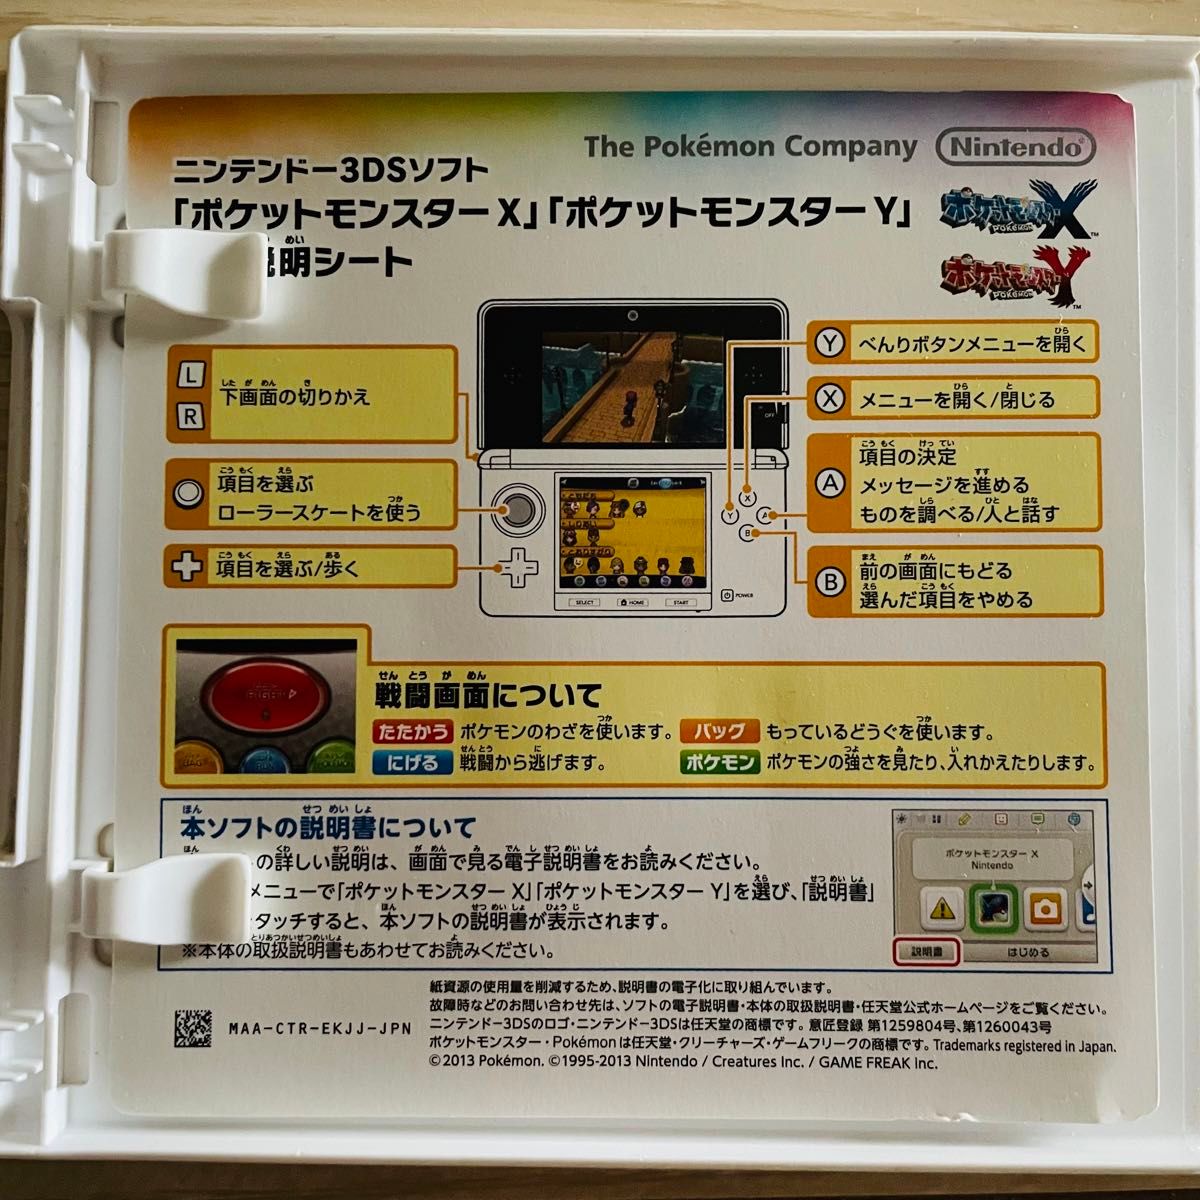 The Pokémon Company Nintendo
ニンテンドー3DSソフト
「ポケットモンスター X」「ポケットモンスター Y」
説明シート
ポケットモンスター X
POKÉMON
ポケットモンスター Y
POKÉMON
L
R
下画面の切りかえ
項目を選ぶ
ローラースケートを使う
項目を選ぶ/歩く
Y べんりボタンメニューを開く
X メニューを開く/閉じる
A 項目の決定
メッセージを進める
ものを調べる/人と話す
B 前の画面にもどる
選んだ項目をやめる
OFF
X
Y
A
B
SELECT HOME START POWER
戦闘画面について
たたかう ポケモンのわざを使います。
バッグ もっているどうぐを使います。
にげる 戦闘から逃げます。
ポケモン ポケモンの強さを見たり、入れかえたりします。
本ソフトの説明書について
の詳しい説明は、画面で見る電子説明書をお読みください。
メニューで「ポケットモンスター X」「ポケットモンスター Y」を選び、「説明書」
タッチすると、本ソフトの説明書が表示されます。
※本体の取扱説明書もあわせてお読みください。
ポケットモンスター X
Nintendo
説明書 はじめる
紙資源の使用量を削減するため、説明書の電子化に取り組んでいます。
故障時などのお問い合わせ先は、ソフトの電子説明書・本体の取扱説明書・任天堂公式ホームページをご覧ください。
ニンテンドー3DSのロゴ・ニンテンドー3DSは任天堂の商標です。意匠登録 第1259804号、第1260043号
ポケットモンスター・Pokémonは任天堂・クリーチャーズ・ゲームフリークの商標です。Trademarks registered in Japan.
©2013 Pokémon. ©1995-2013 Nintendo / Creatures Inc. / GAME FREAK inc.
MAA-CTR-EKJJ-JPN